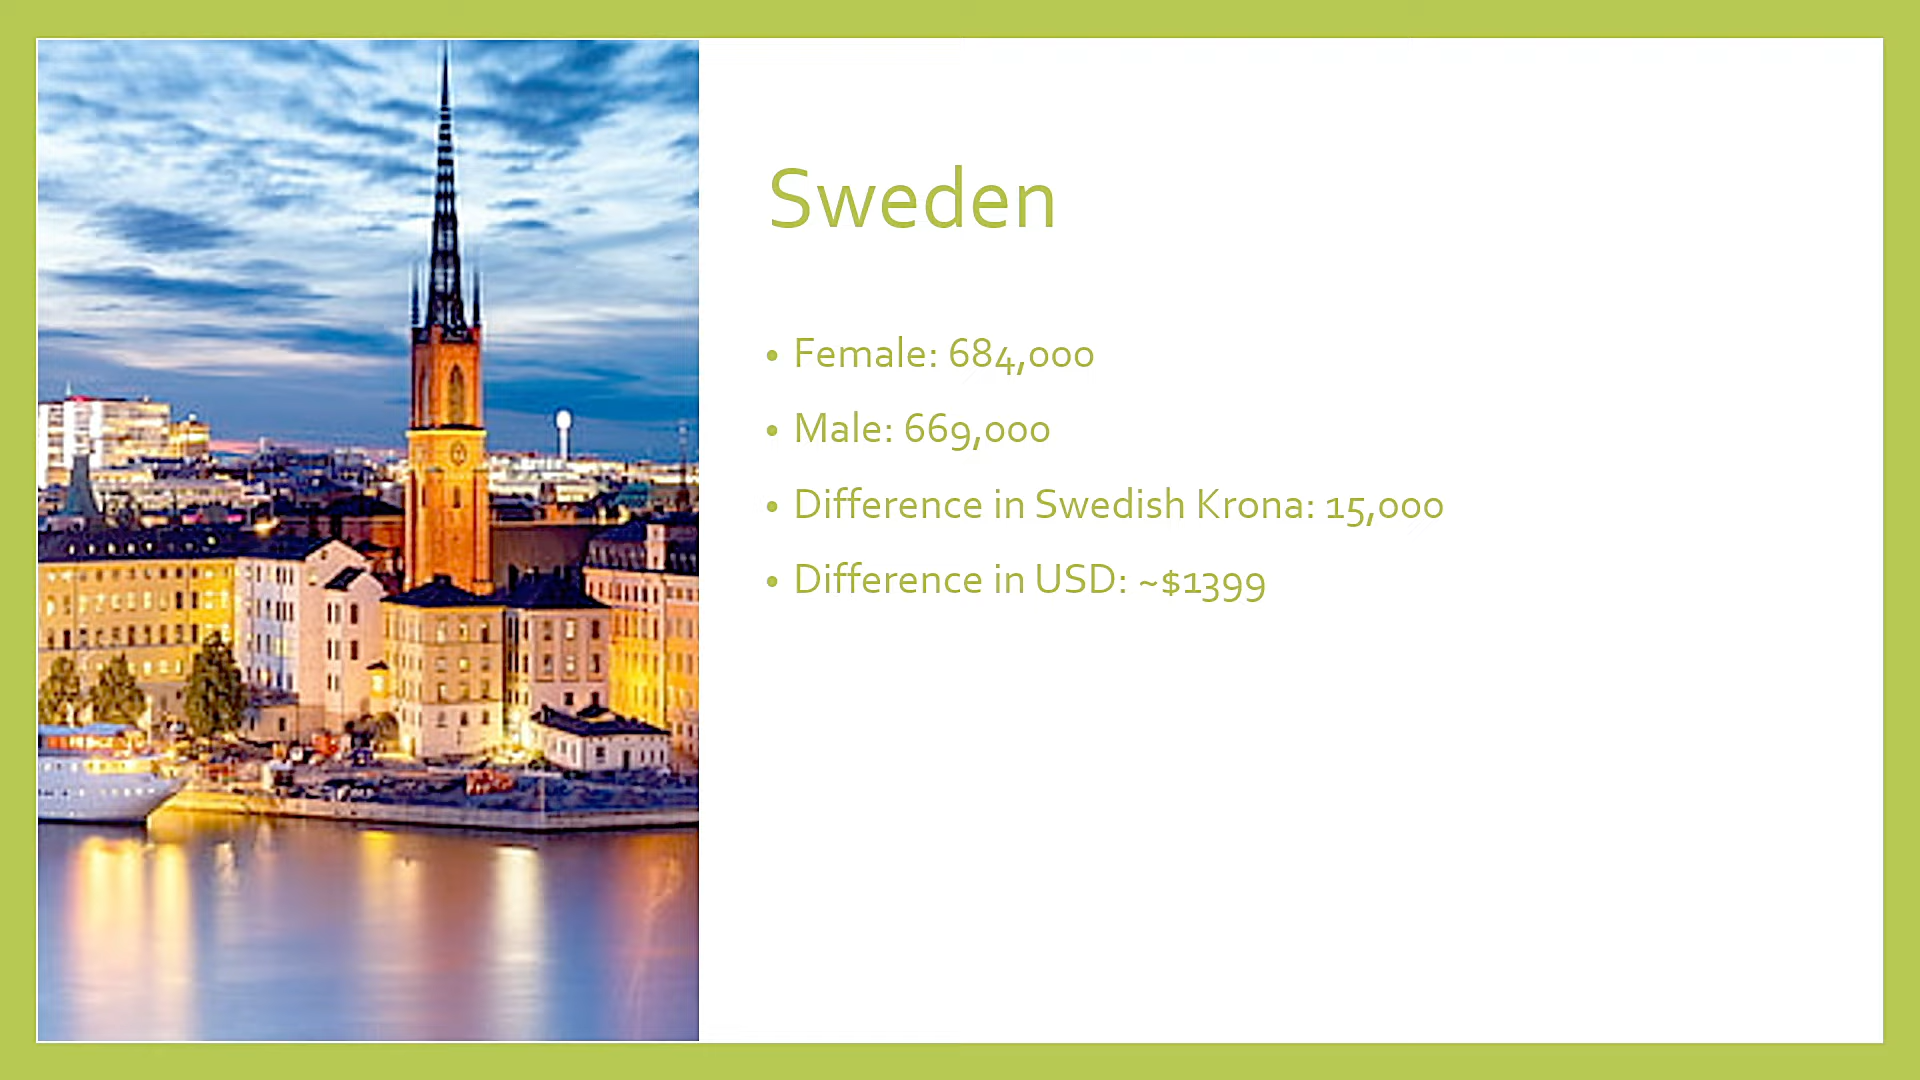 Sweden
• Female: 684,000
• Male: 669,000
• Difference in Swedish Krona: 15,000
• Difference in USD: ~$1399